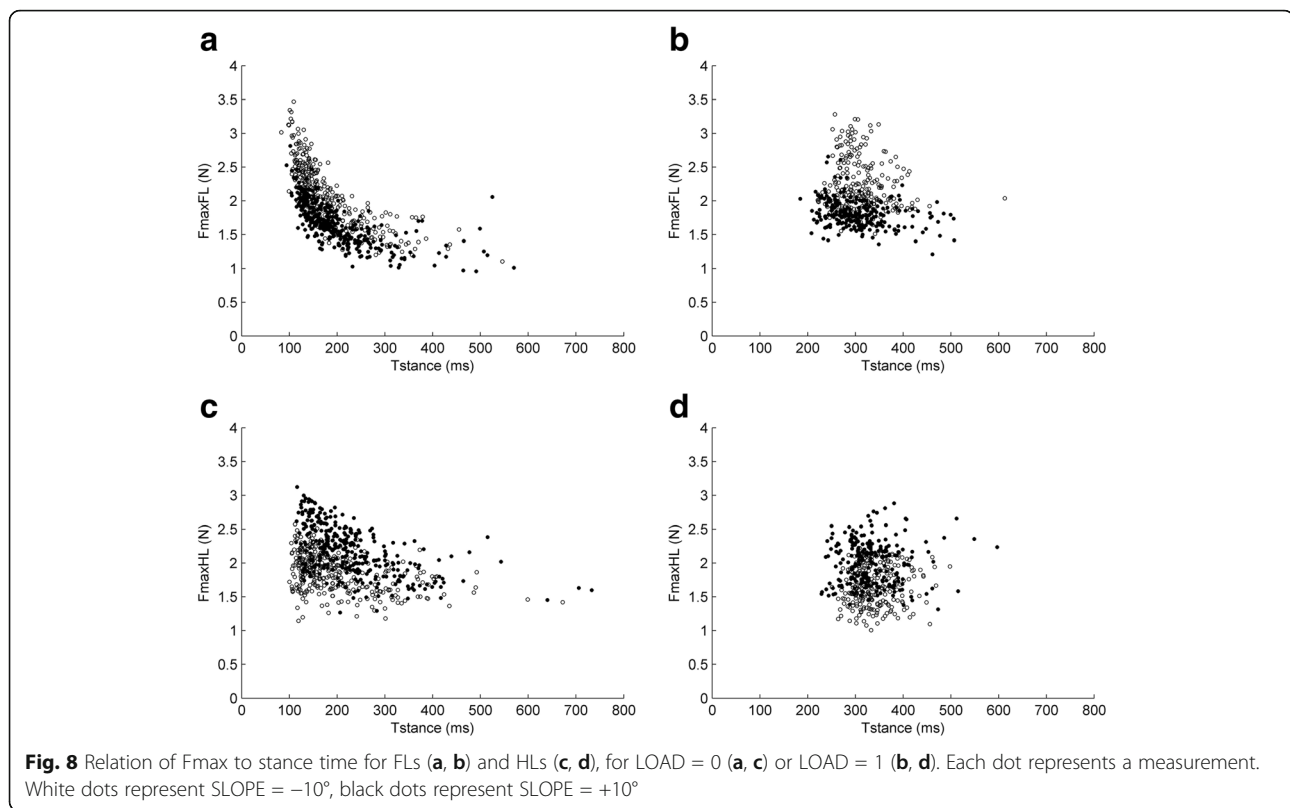 a
4
3.5
3
2.5
2
1.5
1
0.5
0
FmaxFL (N)
0 100 200 300 400 500 600 700 800
Tstance (ms)
b
4
3.5
3
2.5
2
1.5
1
0.5
0
FmaxFL (N)
0 100 200 300 400 500 600 700 800
Tstance (ms)
c
4
3.5
3
2.5
2
1.5
1
0.5
0
FmaxHL (N)
0 100 200 300 400 500 600 700 800
Tstance (ms)
d
4
3.5
3
2.5
2
1.5
1
0.5
0
FmaxHL (N)
0 100 200 300 400 500 600 700 800
Tstance (ms)
Fig. 8 Relation of Fmax to stance time for FLs (a, b) and HLs (c, d), for LOAD = 0 (a, c) or LOAD = 1 (b, d). Each dot represents a measurement.
White dots represent SLOPE = −10°, black dots represent SLOPE = +10°